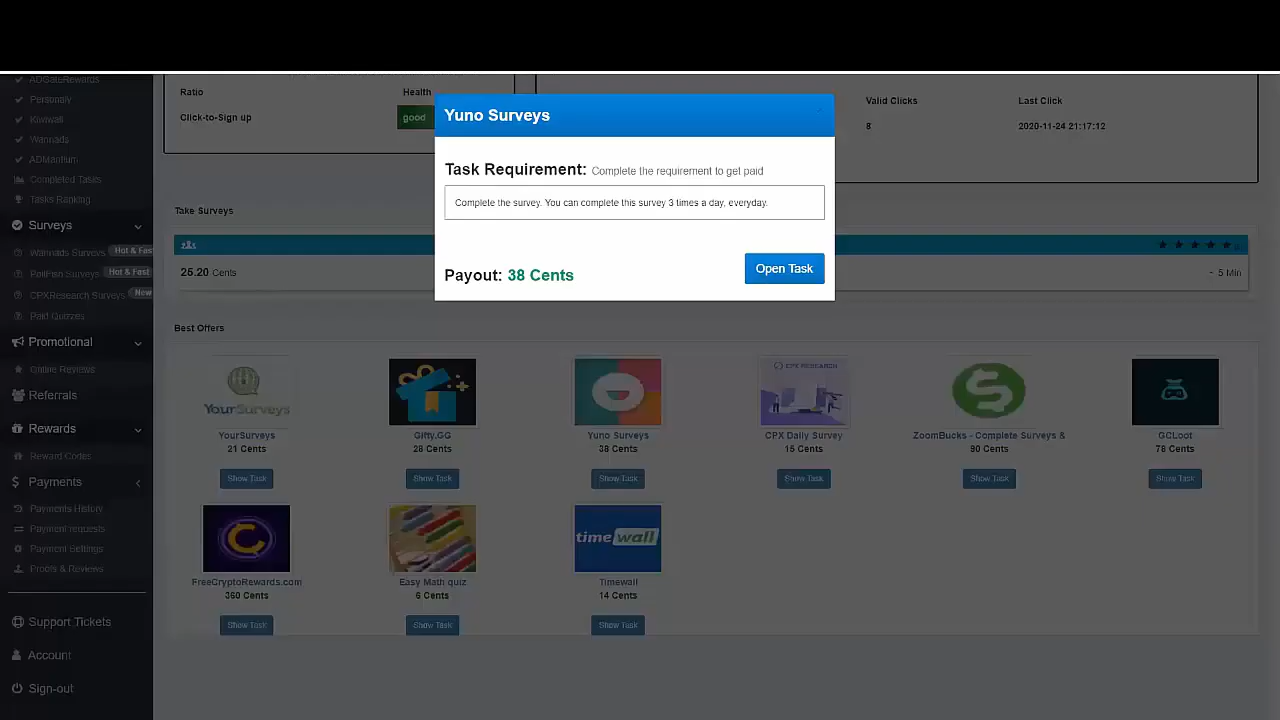 ADGateRewards
Personaly
Kiwiwall
Wannads
ADMantium
Completed Tasks
Tasks Ranking
Surveys
Wannads Surveys Hot & Fast
Pollfish Surveys Hot & Fast
CPXResearch Surveys New
Paid Quizzes
Promotional
Online Reviews
Referrals
Rewards
Reward Codes
Payments
Payments History
Payment requests
Payment Settings
Proofs & Reviews
Support Tickets
Account
Sign-out
Ratio Health
Click-to-Sign up good
Valid Clicks Last Click
8 2020-11-24 21:17:12
Yuno Surveys
Task Requirement: Complete the requirement to get paid
Complete the survey. You can complete this survey 3 times a day, everyday.
Payout: 38 Cents
Open Task
Take Surveys
25.20 Cents
~ 5 Min
Best Offers
YourSurveys
YourSurveys
21 Cents
Show Task
Gifty.GG
28 Cents
Show Task
Yuno Surveys
38 Cents
Show Task
CPX RESEARCH
CPX Daily Survey
15 Cents
Show Task
ZoomBucks - Complete Surveys &
90 Cents
Show Task
GCLoot
78 Cents
Show Task
FreeCryptoRewards.com
360 Cents
Show Task
Easy Math quiz
6 Cents
Show Task
timewall
Timewall
14 Cents
Show Task